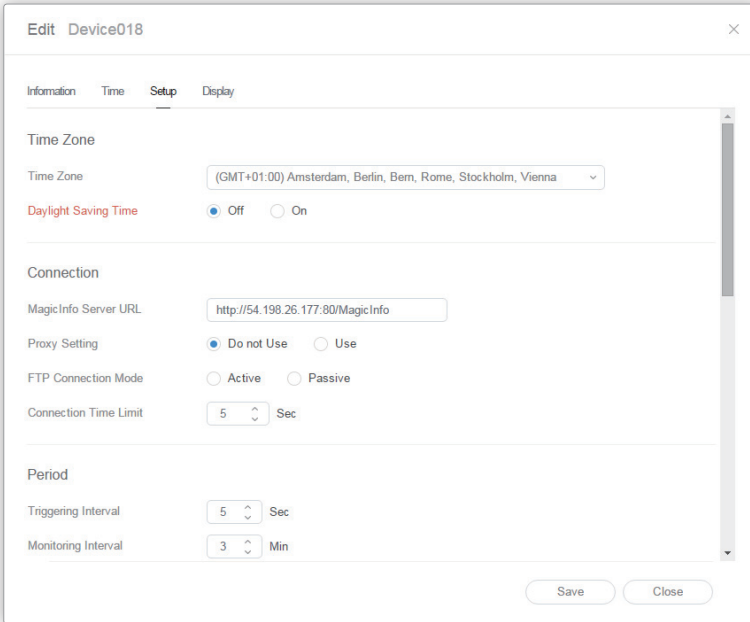 Edit Device018
Information Time Setup Display
Time Zone
Time Zone (GMT+01:00) Amsterdam, Berlin, Bern, Rome, Stockholm, Vienna
Daylight Saving Time Off On
Connection
MagicInfo Server URL http://54.198.26.177:80/MagicInfo
Proxy Setting Do not Use Use
FTP Connection Mode Active Passive
Connection Time Limit 5 Sec
Period
Triggering Interval 5 Sec
Monitoring Interval 3 Min
Save Close